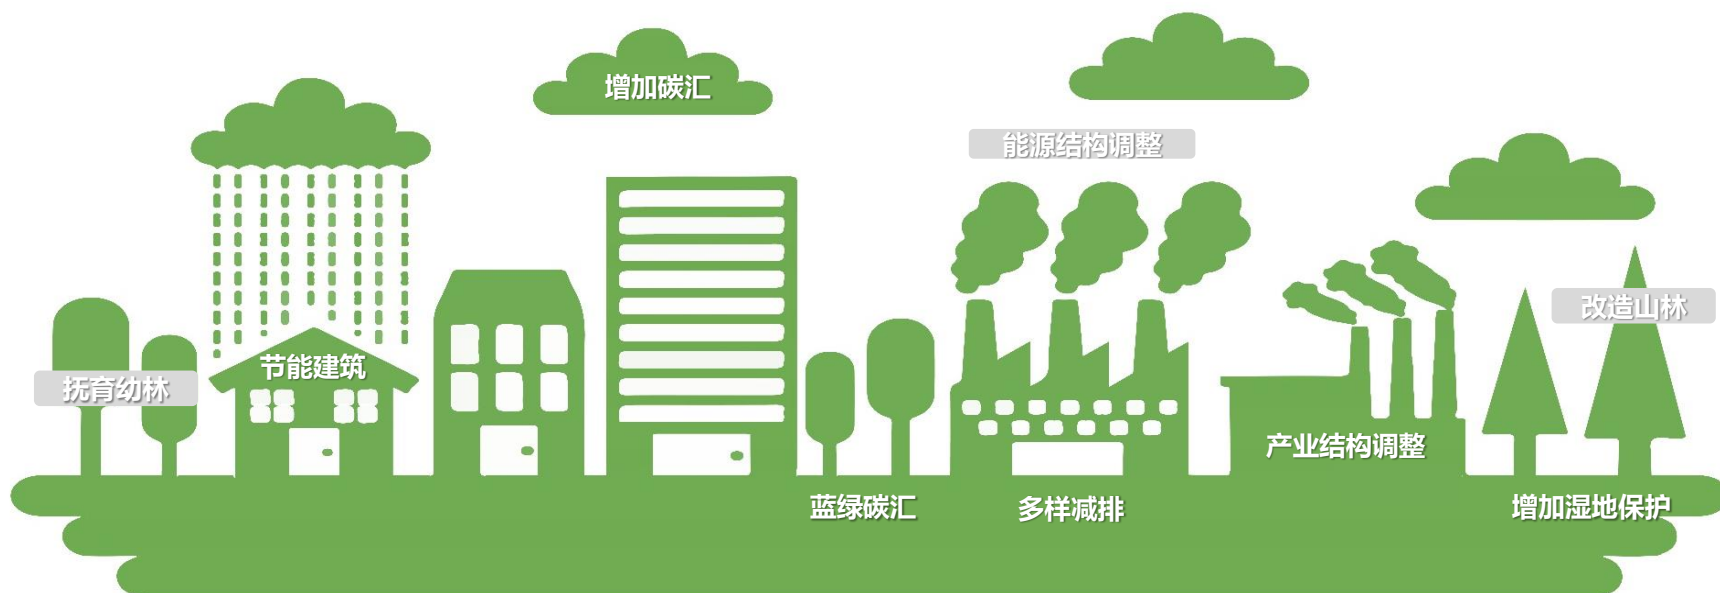 增加碳汇
能源结构调整
改造山林
节能建筑
抚育幼林
产业结构调整
蓝绿碳汇
多样减排
增加湿地保护